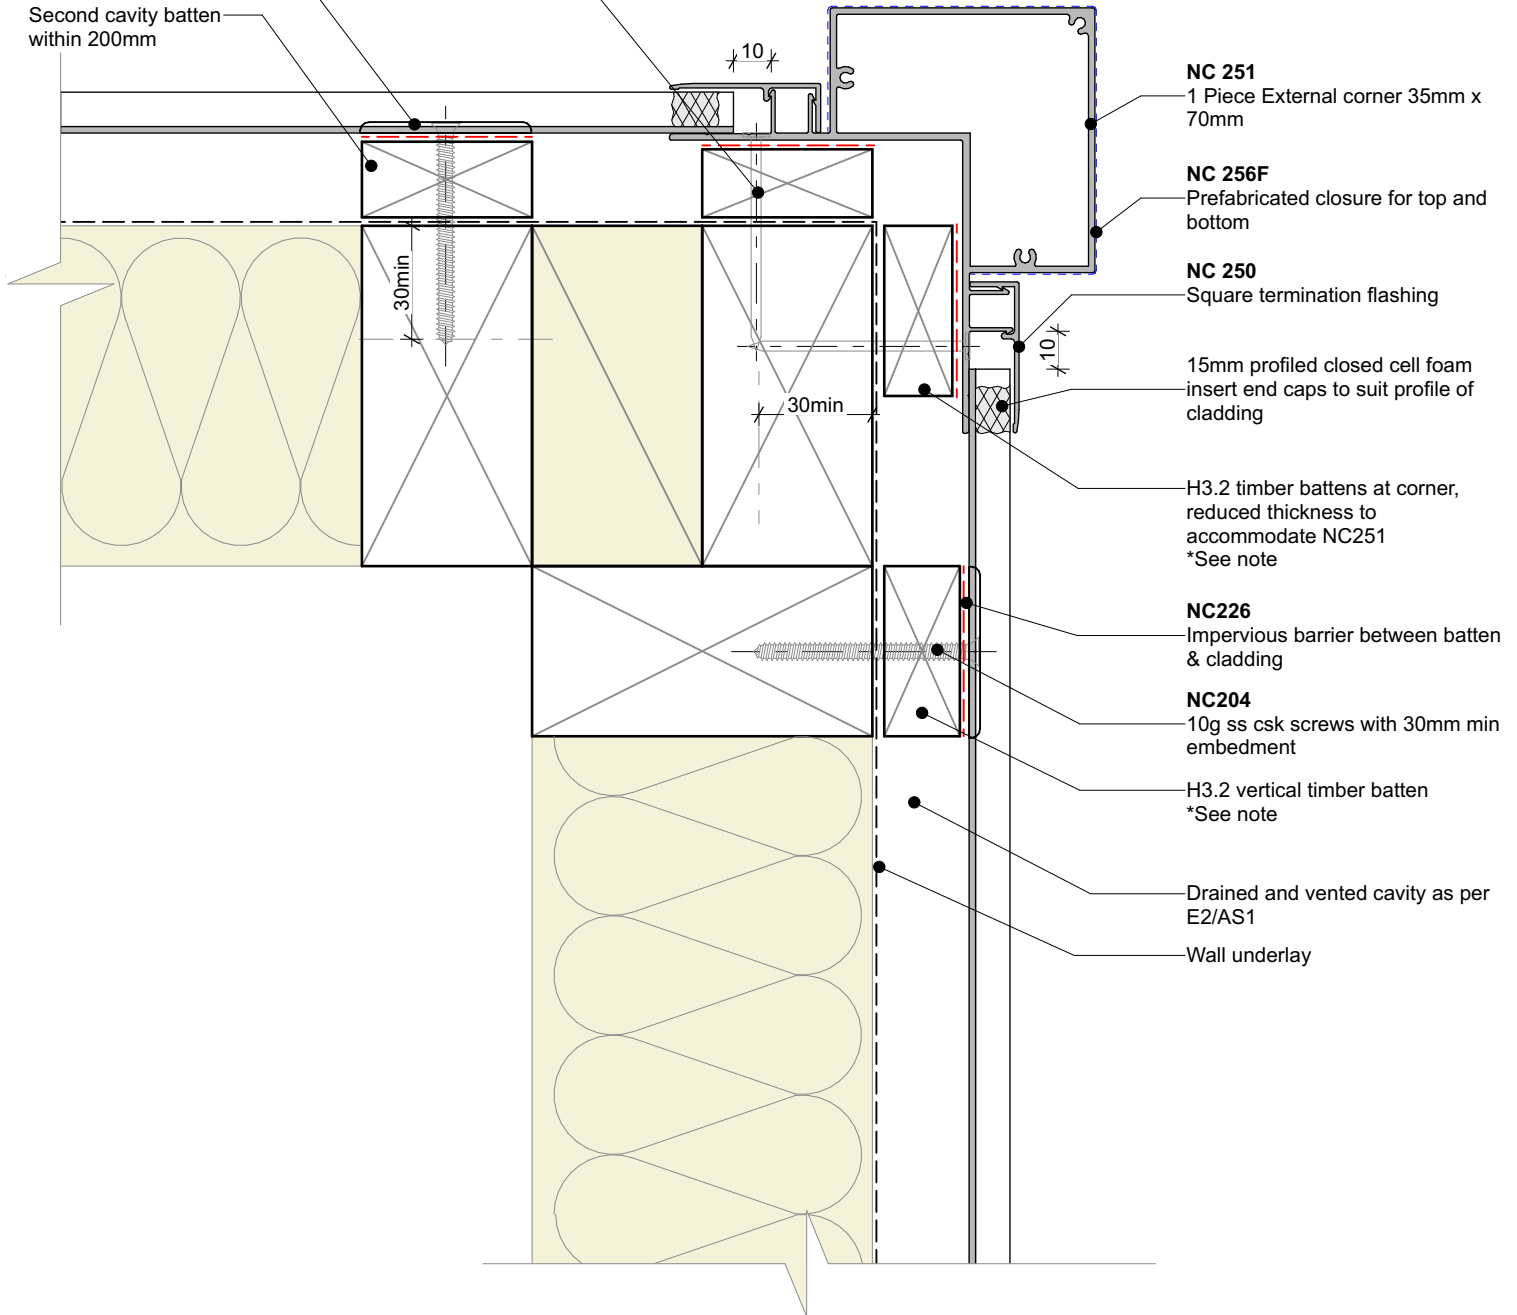 Second cavity batten
within 200mm
10
NC 251
1 Piece External corner 35mm x
70mm
NC 256F
Prefabricated closure for top and
bottom
NC 250
Square termination flashing
30min
10
15mm profiled closed cell foam
insert end caps to suit profile of
cladding
30min
H3.2 timber battens at corner,
reduced thickness to
accommodate NC251
*See note
NC226
Impervious barrier between batten
& cladding
NC204
10g ss csk screws with 30mm min
embedment
H3.2 vertical timber batten
*See note
Drained and vented cavity as per
E2/AS1
Wall underlay